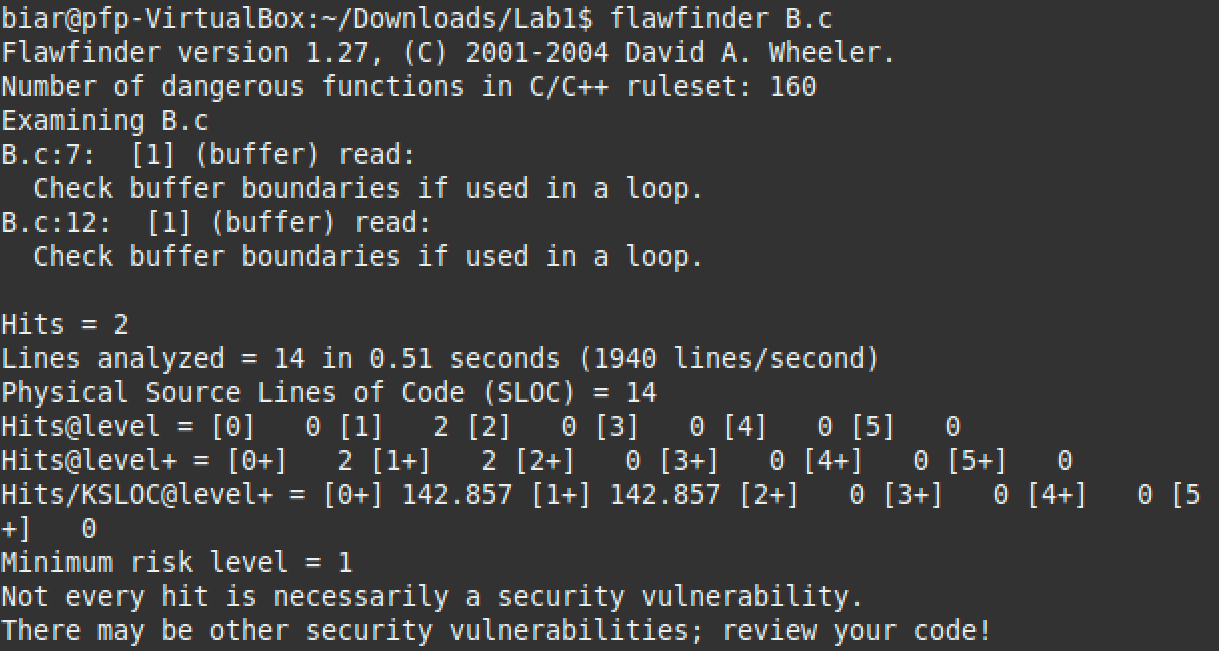 biar@pfp-VirtualBox:~/Downloads/Lab1$ flawfinder B.c
Flawfinder version 1.27, (C) 2001-2004 David A. Wheeler.
Number of dangerous functions in C/C++ ruleset: 160
Examining B.c
B.c:7:  [1] (buffer) read:
  Check buffer boundaries if used in a loop.
B.c:12:  [1] (buffer) read:
  Check buffer boundaries if used in a loop.

Hits = 2
Lines analyzed = 14 in 0.51 seconds (1940 lines/second)
Physical Source Lines of Code (SLOC) = 14
Hits@level = [0]   0 [1]   2 [2]   0 [3]   0 [4]   0 [5]   0
Hits@level+ = [0+]   2 [1+]   2 [2+]   0 [3+]   0 [4+]   0 [5+]   0
Hits/KSLOC@level+ = [0+] 142.857 [1+] 142.857 [2+]   0 [3+]   0 [4+]   0 [5
+]   0
Minimum risk level = 1
Not every hit is necessarily a security vulnerability.
There may be other security vulnerabilities; review your code!